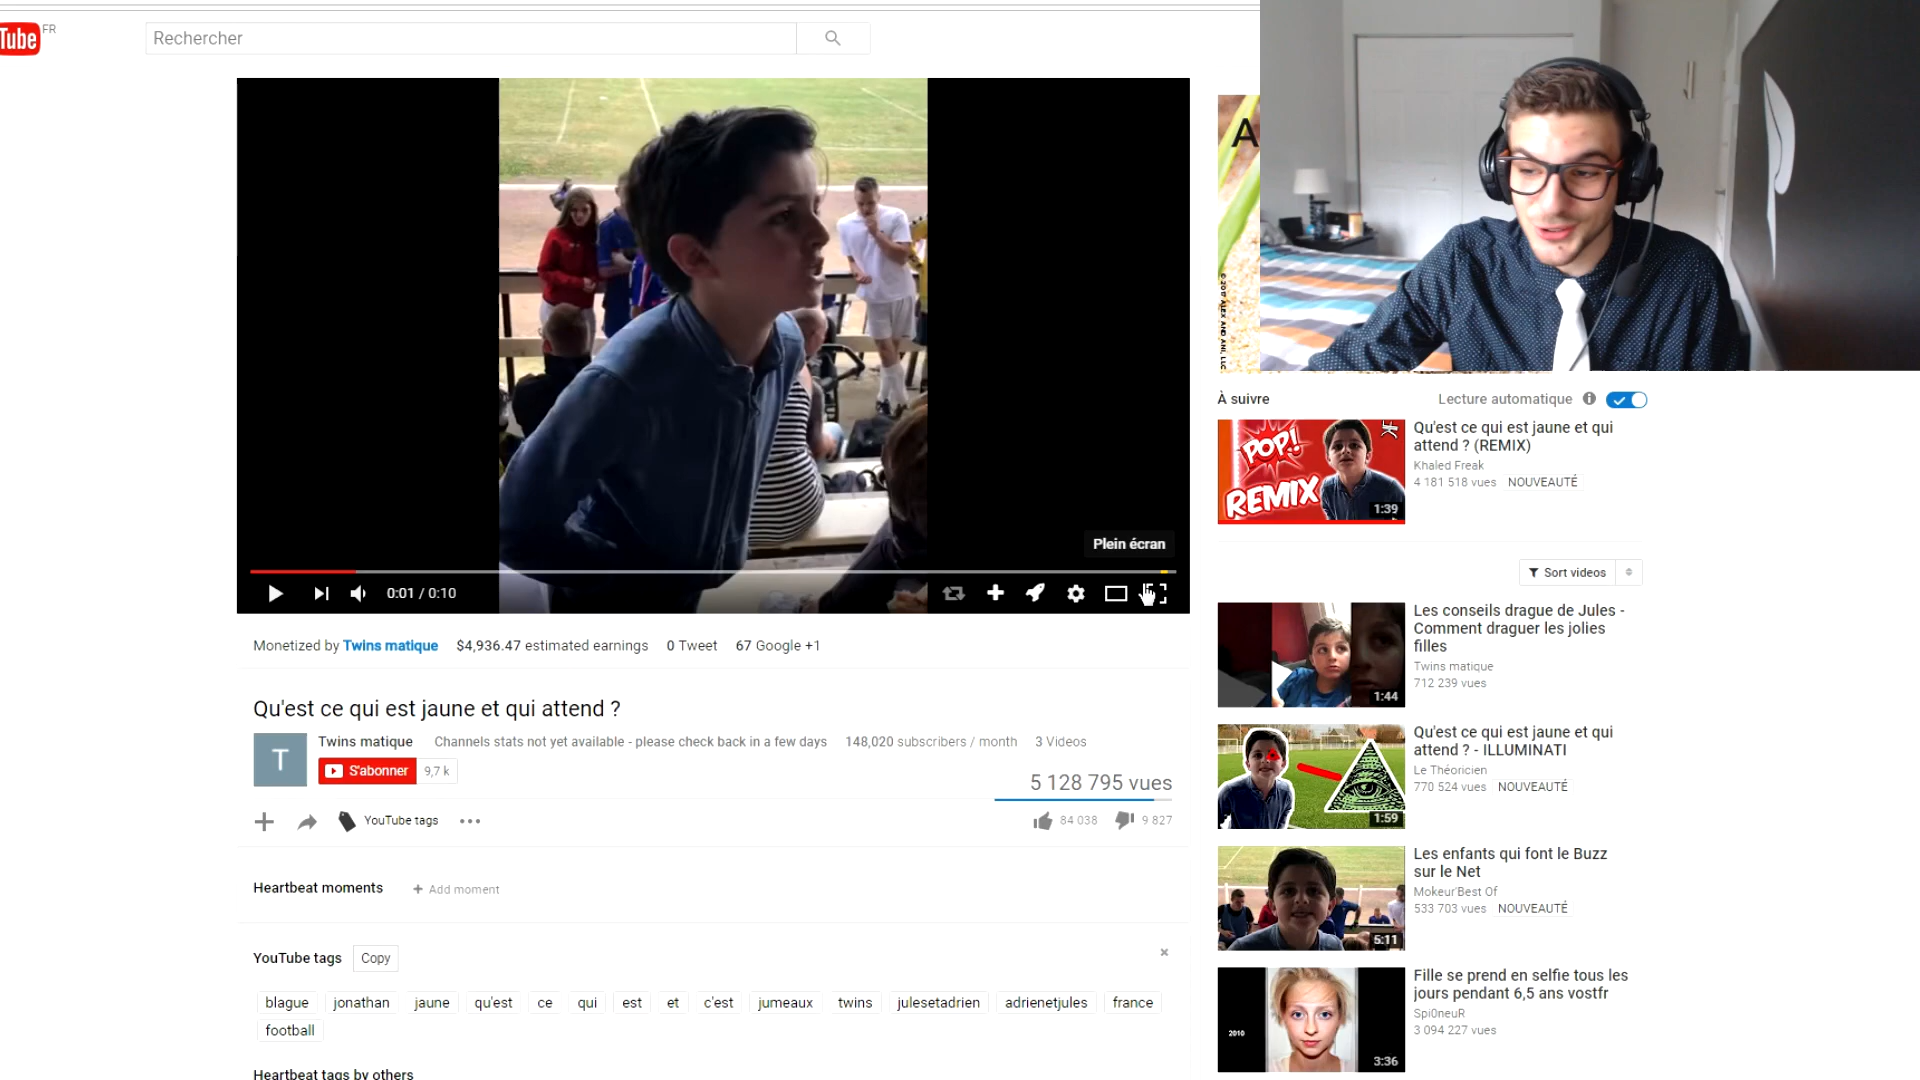 Tube FR
Rechercher
A
© 2017 ALEX AND ANI, LLC
Plein écran
0:01 / 0:10
Monetized by Twins matique $4,936.47 estimated earnings 0 Tweet 67 Google +1
Qu'est ce qui est jaune et qui attend ?
T
Twins matique Channels stats not yet available - please check back in a few days 148,020 subscribers / month 3 Videos
S'abonner 9,7 k
5 128 795 vues
YouTube tags
84 038 9 827
Heartbeat moments + Add moment
YouTube tags Copy
×
blague jonathan jaune qu'est ce qui est et c'est jumeaux twins julesetadrien adrienetjules france
football
Heartbeat tags by others
À suivre Lecture automatique
POP!
REMIX
1:39
Qu'est ce qui est jaune et qui
attend ? (REMIX)
Khaled Freak
4 181 518 vues NOUVEAUTÉ
Sort videos
1:44
Les conseils drague de Jules -
Comment draguer les jolies
filles
Twins matique
712 239 vues
1:59
Qu'est ce qui est jaune et qui
attend ? - ILLUMINATI
Le Théoricien
770 524 vues NOUVEAUTÉ
5:11
Les enfants qui font le Buzz
sur le Net
Mokeur'Best Of
533 703 vues NOUVEAUTÉ
2010
3:36
Fille se prend en selfie tous les
jours pendant 6,5 ans vostfr
Spi0neuR
3 094 227 vues